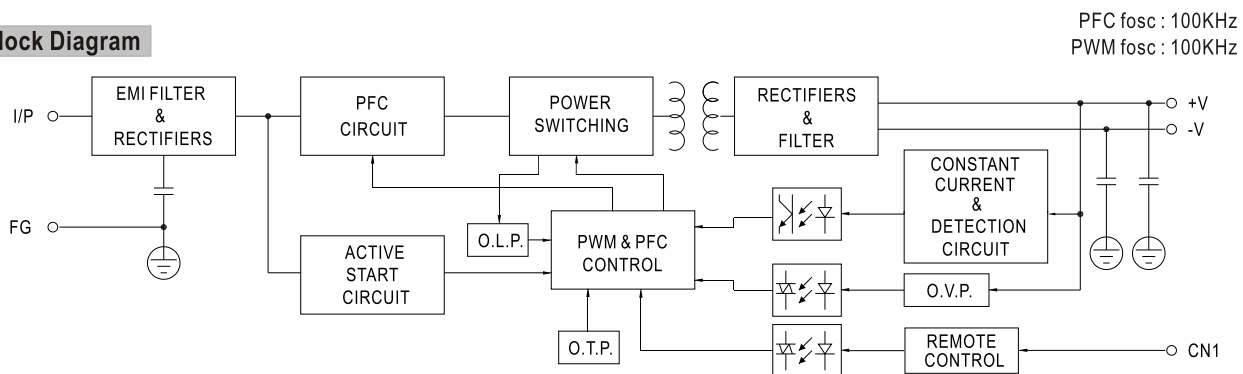 PFC fosc : 100KHz
lock Diagram
PWM fosc : 100KHz
I/P
EMI FILTER
&
RECTIFIERS
PFC
CIRCUIT
POWER
SWITCHING
RECTIFIERS
&
FILTER
+V
-V
FG
ACTIVE
START
CIRCUIT
O.L.P.
PWM & PFC
CONTROL
O.T.P.
CONSTANT
CURRENT
&
DETECTION
CIRCUIT
O.V.P.
REMOTE
CONTROL
CN1